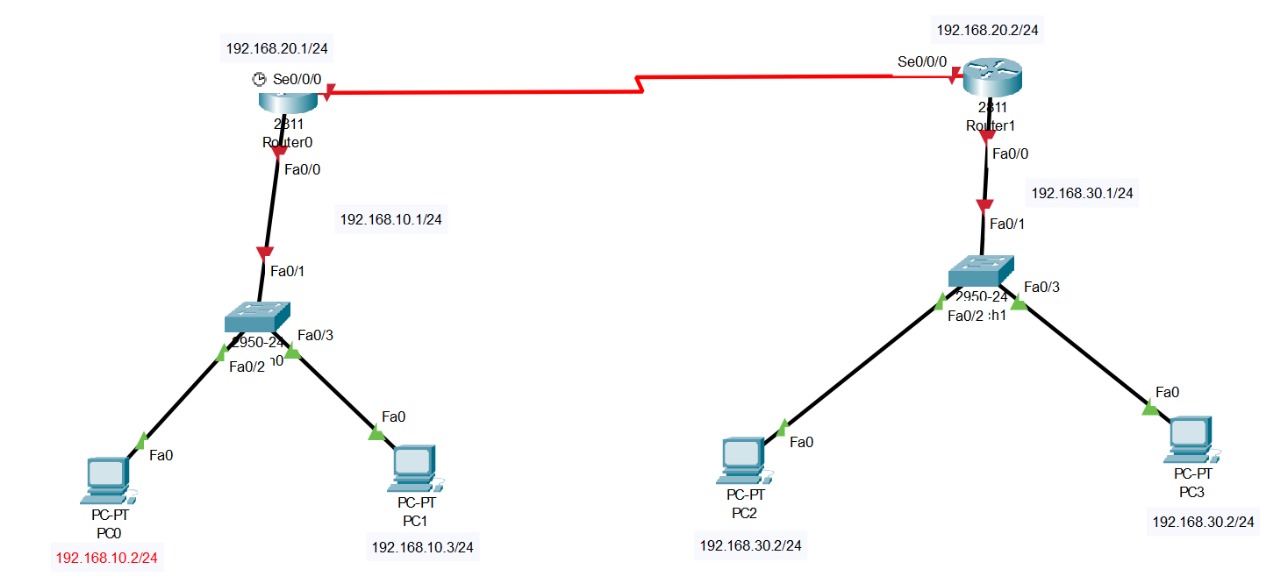 192.168.20.1/24
Se0/0/0
2811
Router0
Fa0/0
192.168.10.1/24
Fa0/1
2950-24
Fa0/3
Fa0/2
h0
Fa0
Fa0
PC-PT
PC0
192.168.10.2/24
PC-PT
PC1
192.168.10.3/24
192.168.20.2/24
Se0/0/0
2811
Router1
Fa0/0
192.168.30.1/24
Fa0/1
2950-24
Fa0/3
Fa0/2
:h1
Fa0
Fa0
PC-PT
PC2
192.168.30.2/24
PC-PT
PC3
192.168.30.2/24